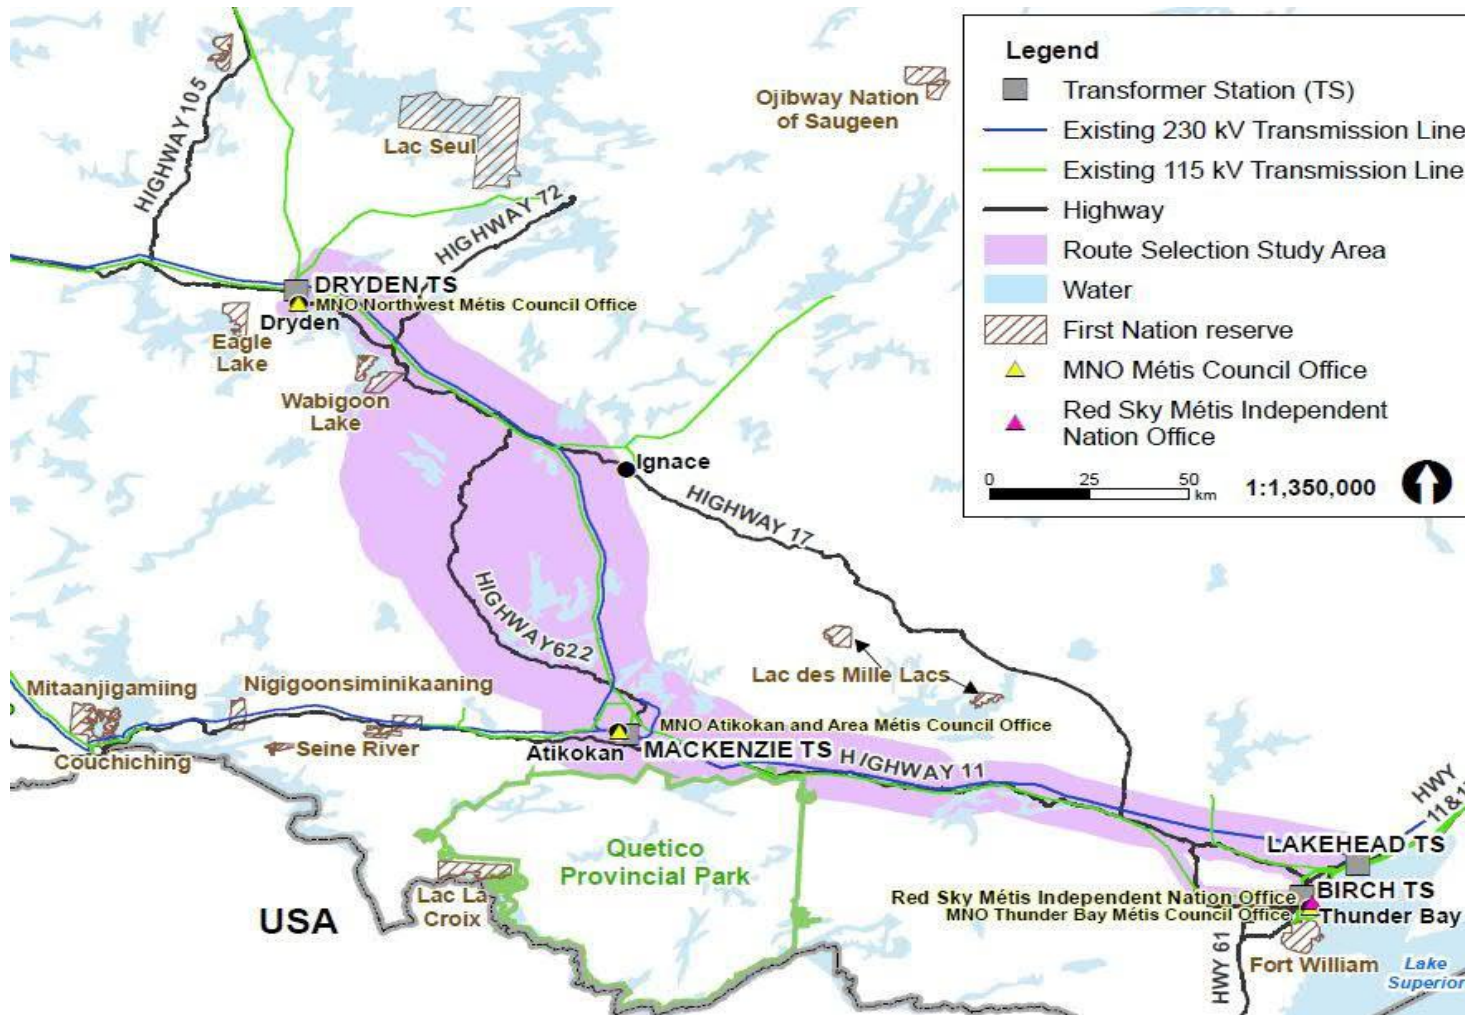 HIGHWAY 105
Lac Seul
Ojibway Nation
of Saugeen
HIGHWAY 72
DRYDEN TS
MNO Northwest Métis Council Office
Dryden
Eagle
Lake
Wabigoon
Lake
Ignace
HIGHWAY 17
HIGHWAY 622
Lac des Mille Lacs
Mitaanjigamiing
Nigigoonsiminikaaning
Couchiching
Seine River
MNO Atikokan and Area Métis Council Office
Atikokan
MACKENZIE TS
HIGHWAY 11
HWY
LAKEHEAD TS
Quetico
Provincial Park
Lac La
Croix
USA
Red Sky Métis Independent Nation Office
BIRCH TS
MNO Thunder Bay Métis Council Office
Thunder Bay
HWY 61
Fort William
Lake
Superior
Legend
Transformer Station (TS)
Existing 230 kV Transmission Line
Existing 115 kV Transmission Line
Highway
Route Selection Study Area
Water
First Nation reserve
MNO Métis Council Office
Red Sky Métis Independent
Nation Office
0 25 50
km
1:1,350,000